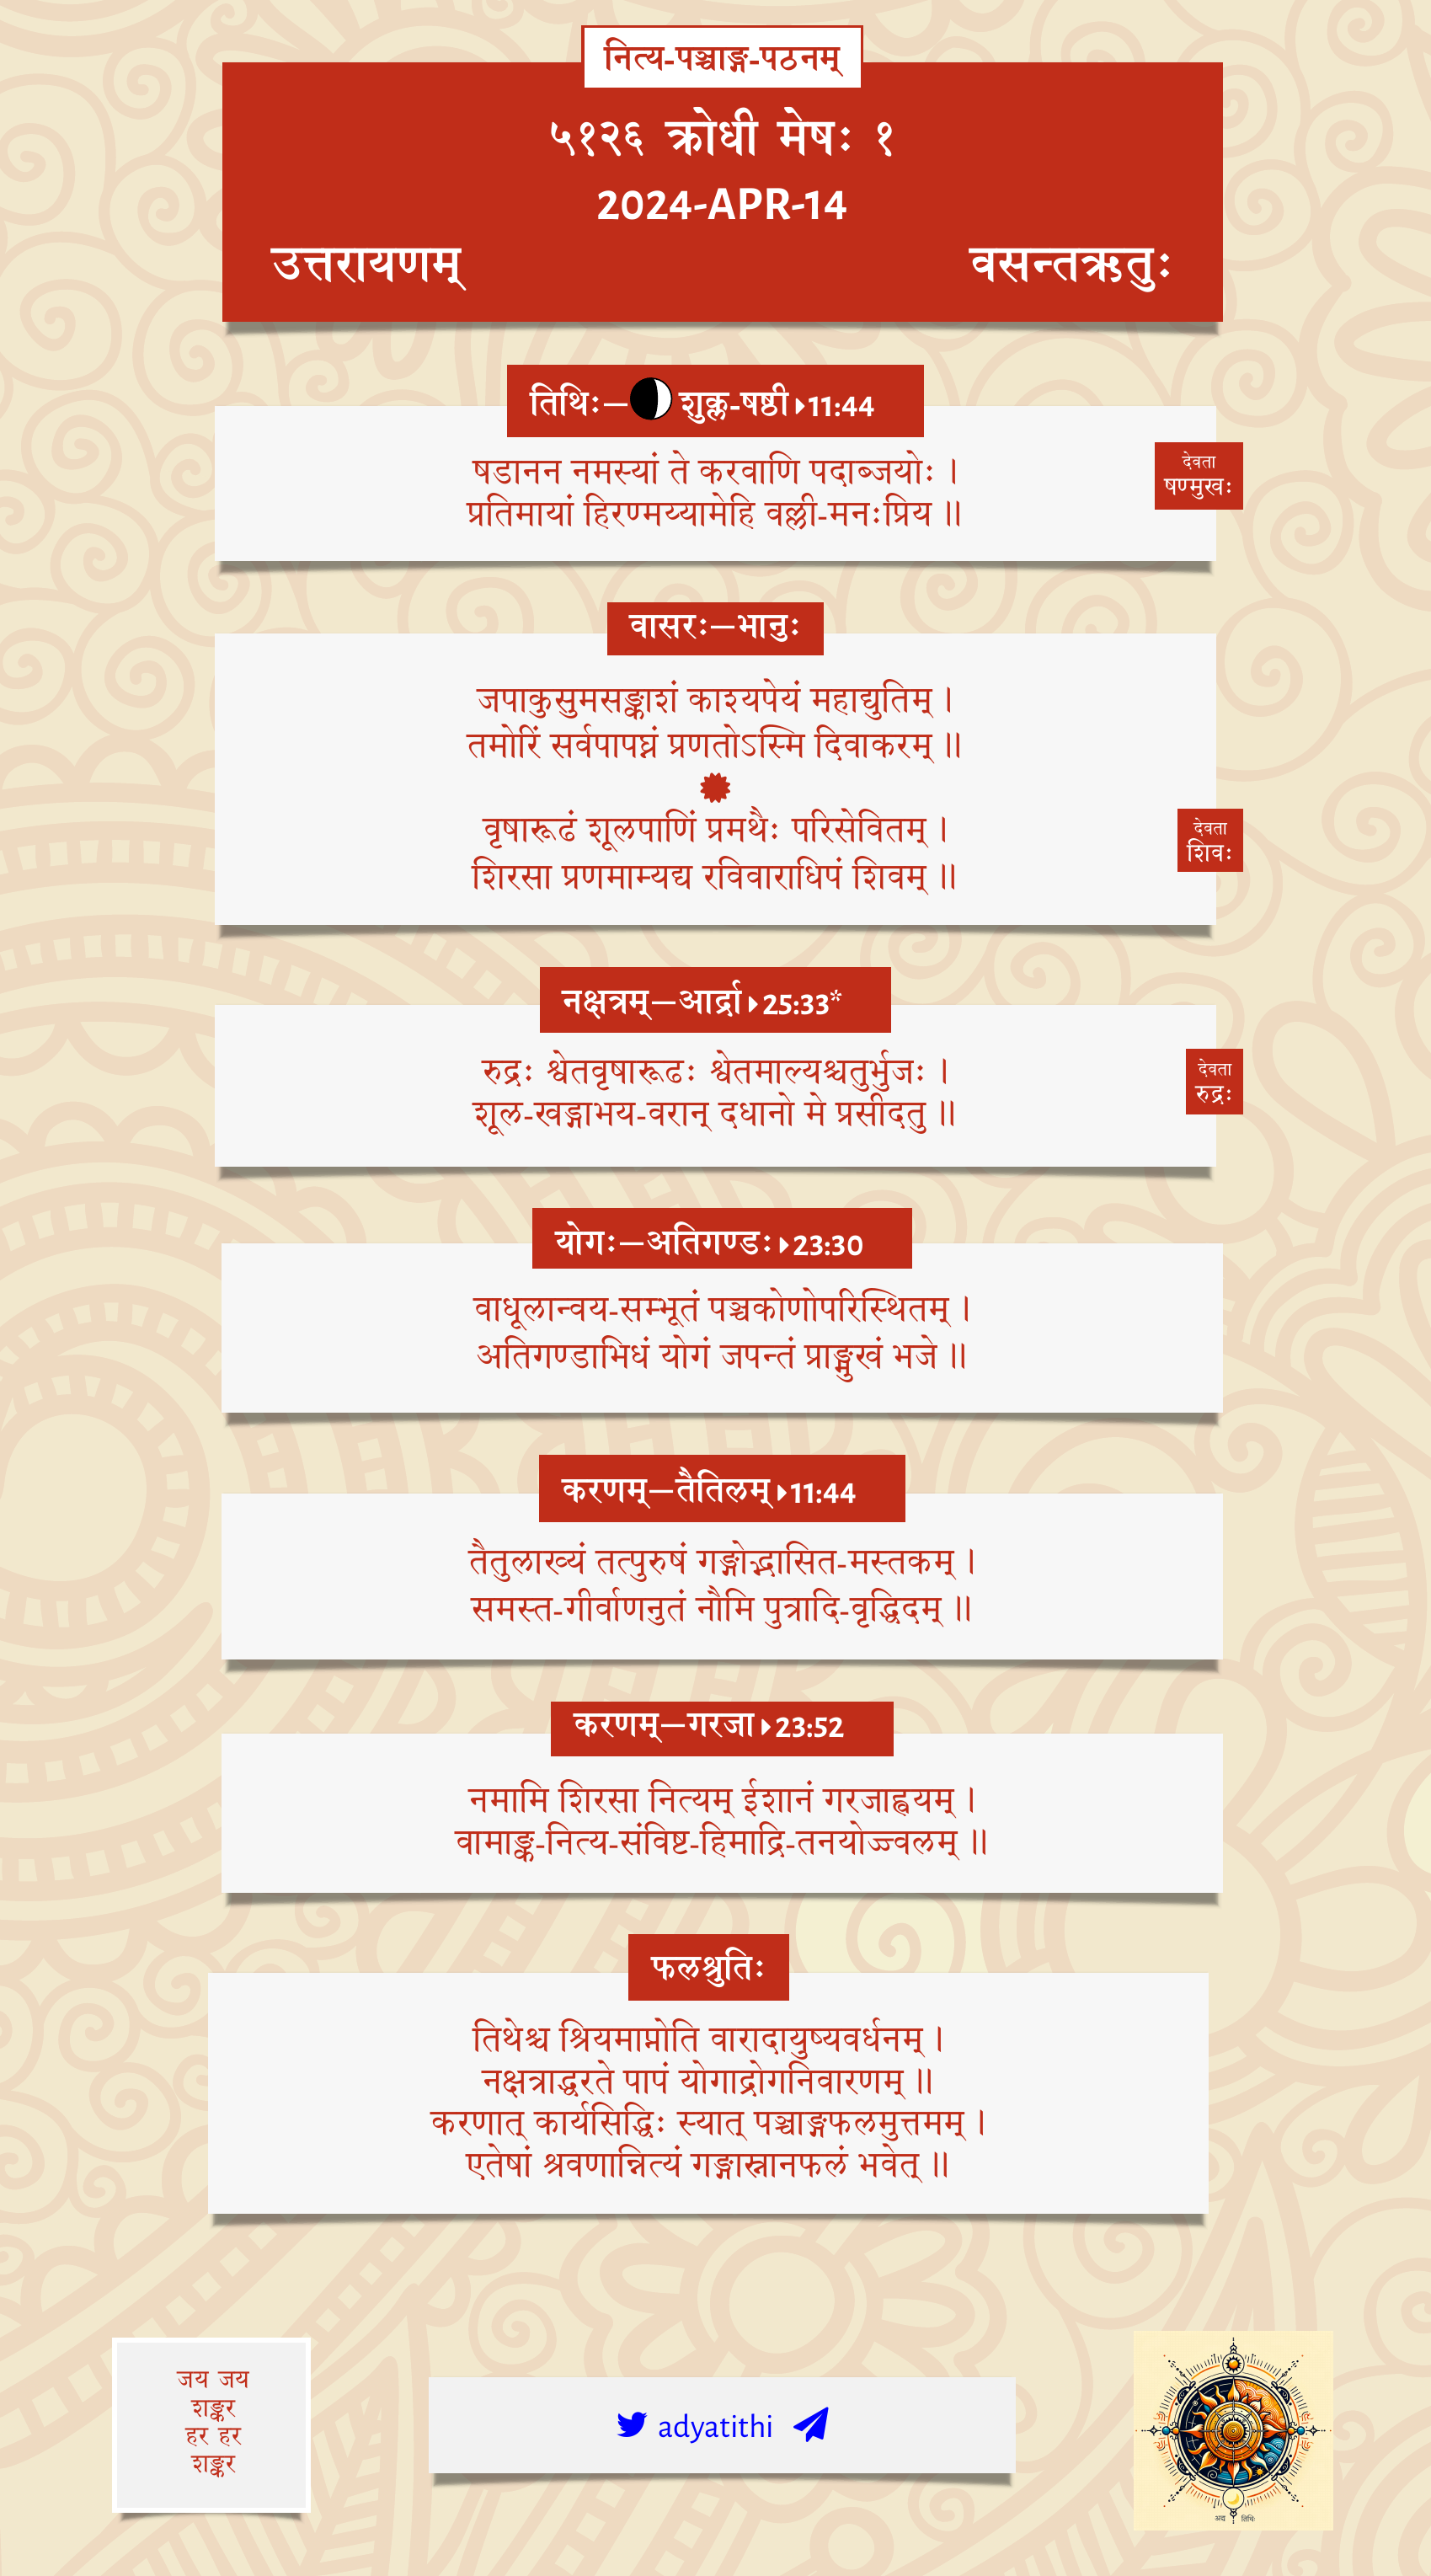 नित्य-पञ्चाङ्ग-पठनम्
५१२६ क्रोधी मेषः १
2024-APR-14
उत्तरायणम् वसन्तऋतुः
तिथिः—शुक्ल-षष्ठी 11:44
षडानन नमस्यां ते करवाणि पदाब्जयोः ।
प्रतिमायां हिरण्मय्यामेहि वल्ली-मनःप्रिय ॥
देवता
षण्मुखः
वासरः—भानुः
जपाकुसुमसङ्काशं काश्यपेयं महाद्युतिम् ।
तमोरिं सर्वपापघ्नं प्रणतोऽस्मि दिवाकरम् ॥
वृषारूढं शूलपाणिं प्रमथैः परिसेवितम् ।
शिरसा प्रणमाम्यद्य रविवाराधिपं शिवम् ॥
देवता
शिवः
नक्षत्रम्—आर्द्रा 25:33*
रुद्रः श्वेतवृषारूढः श्वेतमाल्यश्चतुर्भुजः ।
शूल-खड्गाभय-वरान् दधानो मे प्रसीदतु ॥
देवता
रुद्रः
योगः—अतिगण्डः 23:30
वाधूलान्वय-सम्भूतं पञ्चकोणोपरिस्थितम् ।
अतिगण्डाभिधं योगं जपन्तं प्राङ्मुखं भजे ॥
करणम्—तैतिलम् 11:44
तैतुलाख्यं तत्पुरुषं गङ्गोद्भासित-मस्तकम् ।
समस्त-गीर्वाणनुतं नौमि पुत्रादि-वृद्धिदम् ॥
करणम्—गरजा 23:52
नमामि शिरसा नित्यम् ईशानं गरजाह्वयम् ।
वामाङ्क-नित्य-संविष्ट-हिमाद्रि-तनयोज्ज्वलम् ॥
फलश्रुतिः
तिथेश्च श्रियमाप्नोति वारादायुष्यवर्धनम् ।
नक्षत्राद्धरते पापं योगाद्रोगनिवारणम् ॥
करणात् कार्यसिद्धिः स्यात् पञ्चाङ्गफलमुत्तमम् ।
एतेषां श्रवणान्नित्यं गङ्गास्नानफलं भवेत् ॥
जय जय
शङ्कर
हर हर
शङ्कर
adyatithi
अद्य तिथिः